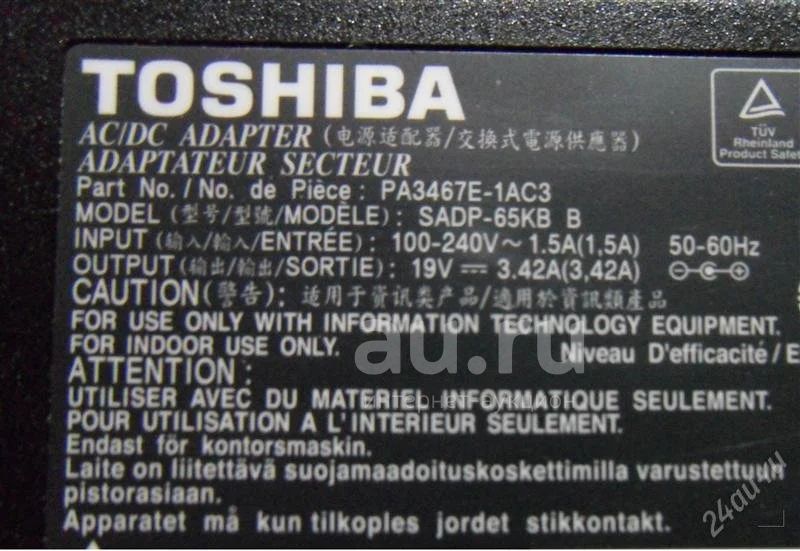 TOSHIBA
AC/DC ADAPTER (电源适配器/交換式電源供應器)
ADAPTATEUR SECTEUR
Part No./No. de Pièce: PA3467E-1AC3
MODEL (型号/型號/MODÈLE): SADP-65KB B
INPUT (输入/輸入/ENTRÉE): 100-240V~ 1.5A(1,5A) 50-60Hz
OUTPUT (输出/輸出/SORTIE): 19V⎓ 3.42A(3,42A)
CAUTION(警告): 适用于资讯类产品/適用於資訊類產品
FOR USE ONLY WITH INFORMATION TECHNOLOGY EQUIPMENT.
FOR INDOOR USE ONLY.
Niveau D'efficacité/E
ATTENTION:
UTILISER AVEC DU MATERIEL INFORMATIQUE SEULEMENT.
POUR UTILISATION A L'INTERIEUR SEULEMENT.
Endast för kontorsmaskin.
Laite on liitettävä suojamaadoituskoskettimilla varustettuun
pistorasiaan.
Apparatet må kun tilkoples jordet stikkontakt.
TÜV
Rheinland
Product Safet
au.ru
интернет-аукцион
24au.ru